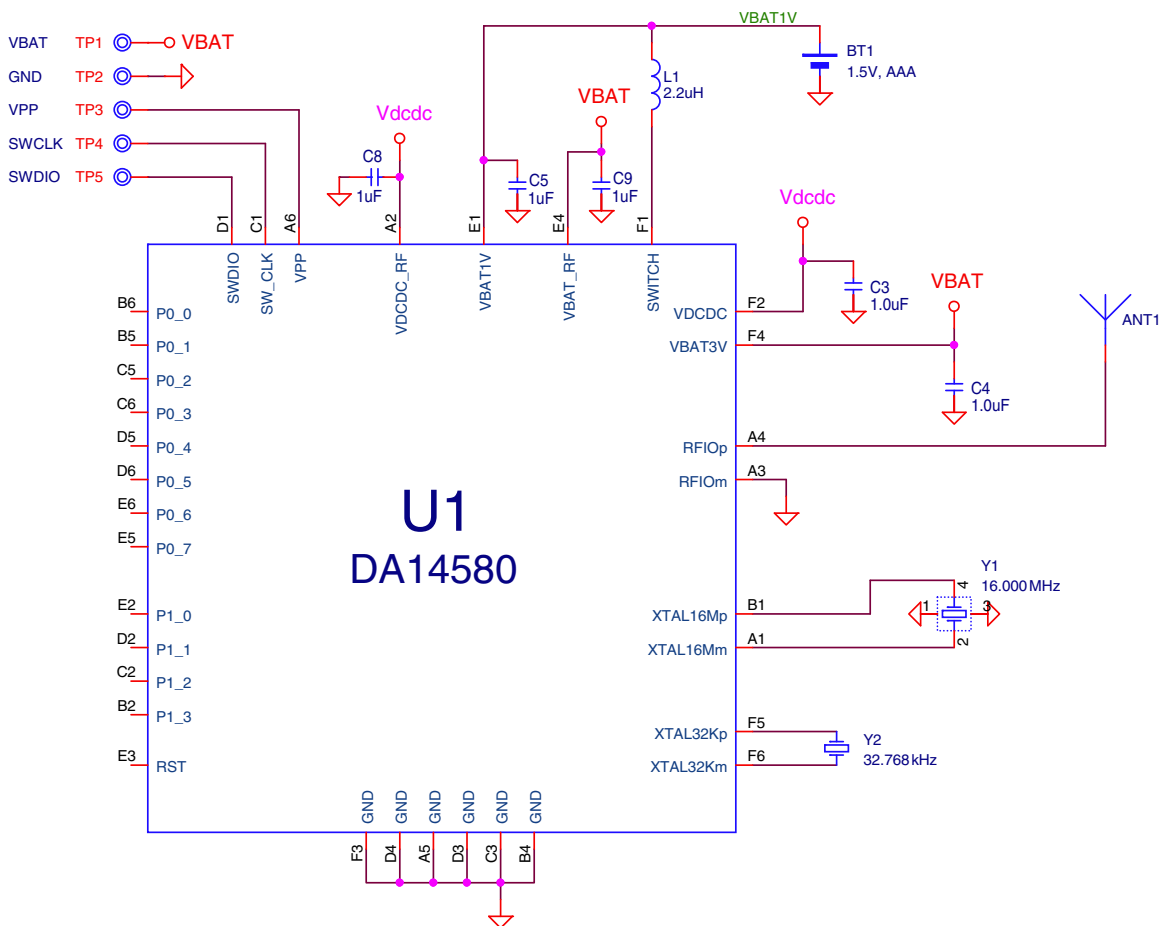 VBAT TP1 VBAT
GND TP2
VPP TP3
SWCLK TP4
SWDIO TP5
VBAT1V
BT1
1.5V, AAA
L1
2.2uH
Vdcdc
C8
1uF
C5
1uF
VBAT
C9
1uF
D1 C1 A6 A2 E1 E4 F1
SWDIO SW_CLK VPP VDCDC_RF VBAT1V VBAT_RF SWITCH
Vdcdc
C3
1.0uF
VBAT
C4
1.0uF
ANT1
B6 P0_0
B5 P0_1
C5 P0_2
C6 P0_3
D5 P0_4
D6 P0_5
E6 P0_6
E5 P0_7
E2 P1_0
D2 P1_1
C2 P1_2
B2 P1_3
E3 RST
U1
DA14580
VDCDC F2
VBAT3V F4
RFIOp A4
RFIOm A3
XTAL16Mp B1
XTAL16Mm A1
XTAL32Kp F5
XTAL32Km F6
Y1
16.000MHz
4
1 3
2
Y2
32.768kHz
GND GND GND GND GND GND
F3 D4 A5 D3 C3 B4